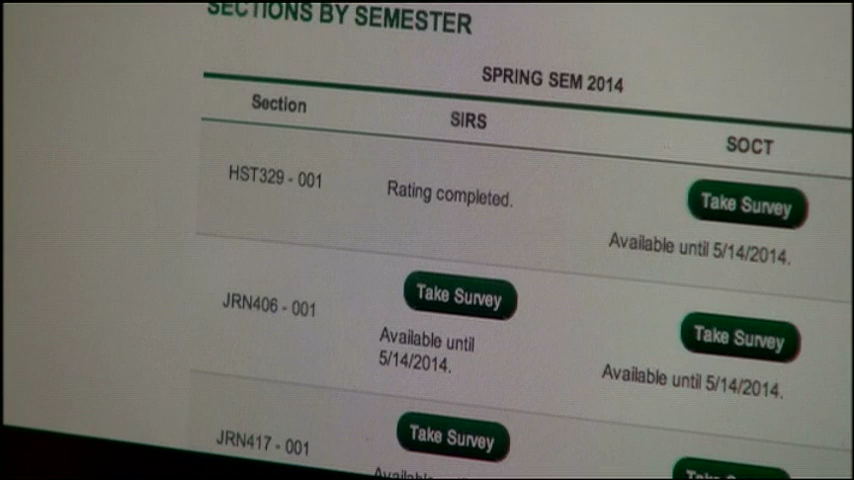 SECTIONS BY SEMESTER
SPRING SEM 2014
Section SIRS SOCT
HST329 - 001 Rating completed. Take Survey
Available until 5/14/2014.
JRN406 - 001 Take Survey Take Survey
Available until
5/14/2014.
Available until 5/14/2014.
JRN417 - 001 Take Survey